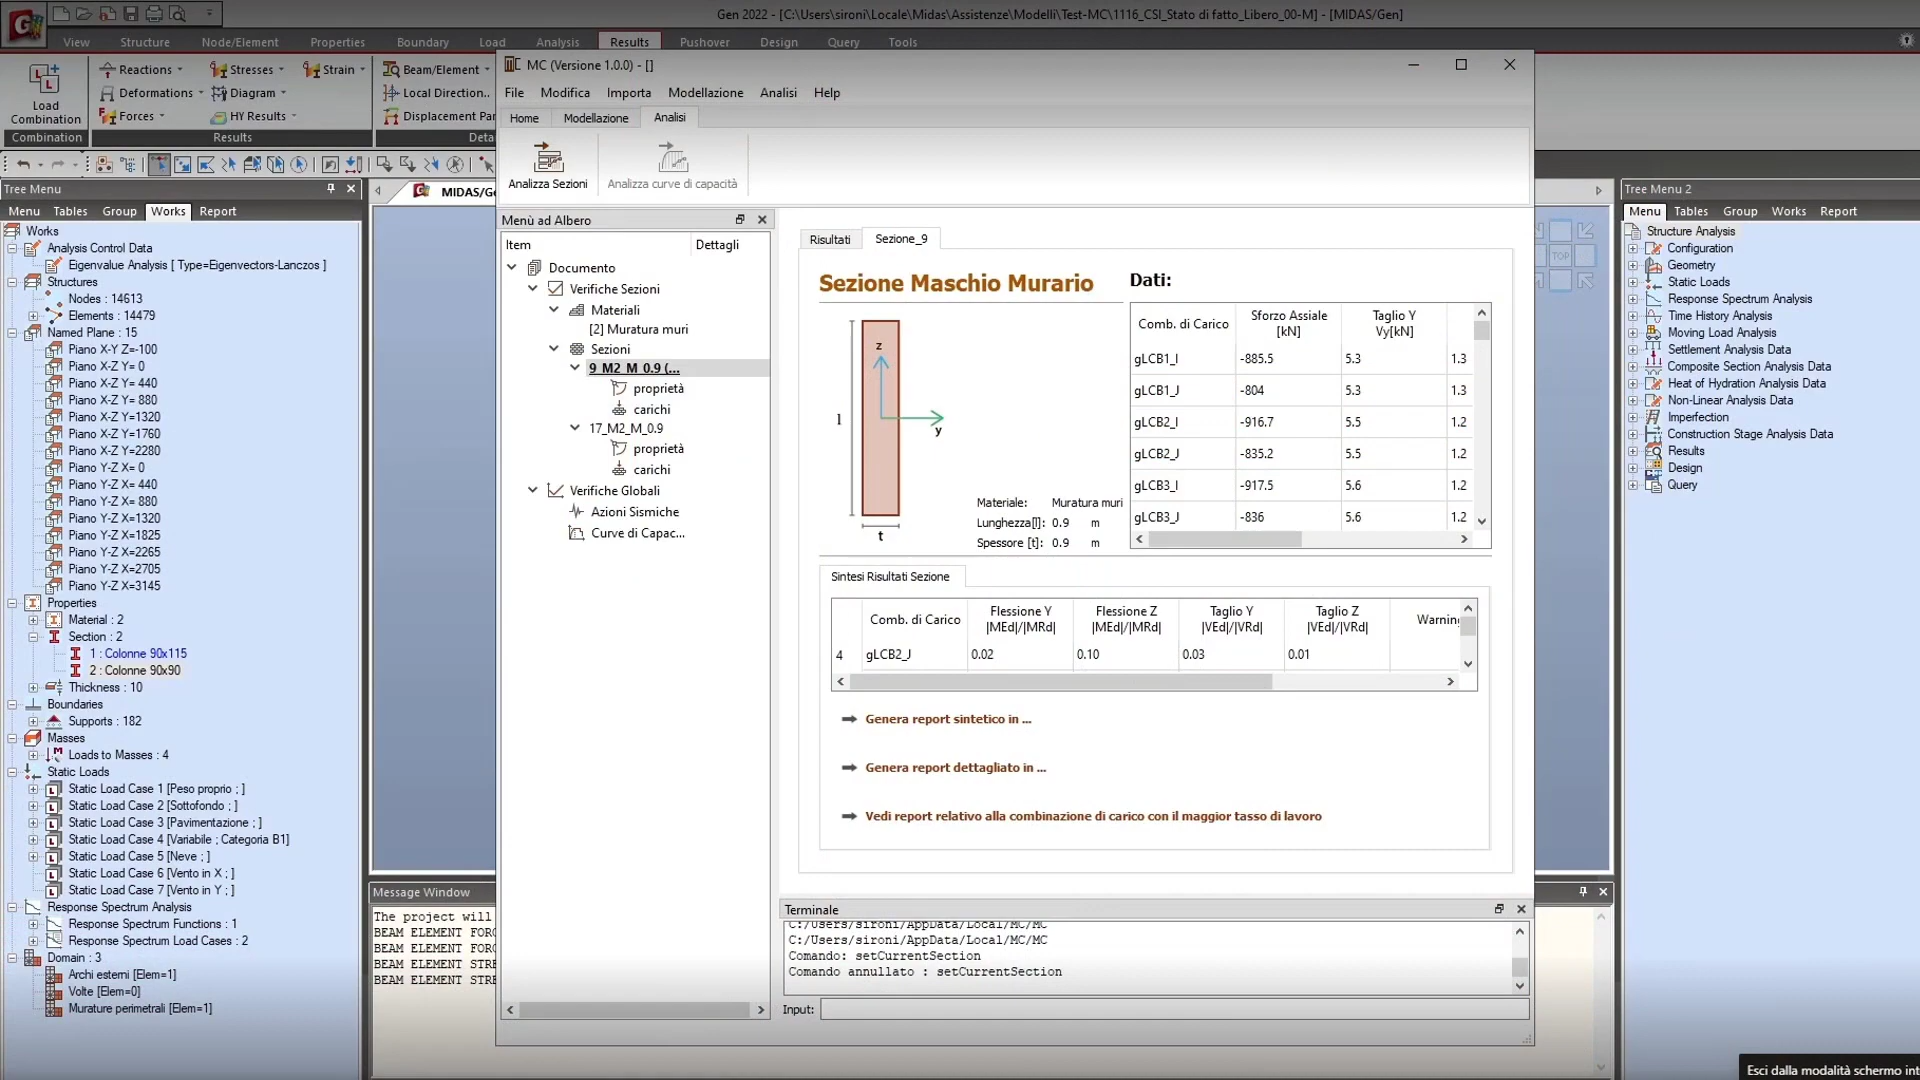 Gen 2022 - [C:\Users\sironi\Locale\Midas\Assistenze\Modelli\Test-MC\1116_CSI_Stato di fatto_Libero_00-M] - [MIDAS/Gen]
View Structure Node/Element Properties Boundary Load Analysis Results Pushover Design Query Tools
Reactions Stresses Strain Beam/Element
Deformations Diagram Local Direction..
Forces HY Results Displacement Par
Load Combination
Combination Results Deta
MC (Versione 1.0.0) - []
File Modifica Importa Modellazione Analisi Help
Home Modellazione Analisi
Analizza Sezioni Analizza curve di capacità
Tree Menu
Menu Tables Group Works Report
Works
Analysis Control Data
Eigenvalue Analysis [ Type=Eigenvectors-Lanczos ]
Structures
Nodes : 14613
Elements : 14479
Named Plane : 15
Piano X-Y Z=-100
Piano X-Z Y= 0
Piano X-Z Y= 440
Piano X-Z Y= 880
Piano X-Z Y=1320
Piano X-Z Y=1760
Piano X-Z Y=2280
Piano Y-Z X= 0
Piano Y-Z X= 440
Piano Y-Z X= 880
Piano Y-Z X=1320
Piano Y-Z X=1825
Piano Y-Z X=2265
Piano Y-Z X=2705
Piano Y-Z X=3145
Properties
Material : 2
Section : 2
1 : Colonne 90x115
2 : Colonne 90x90
Thickness : 10
Boundaries
Supports : 182
Masses
Loads to Masses : 4
Static Loads
Static Load Case 1 [Peso proprio ; ]
Static Load Case 2 [Sottofondo ; ]
Static Load Case 3 [Pavimentazione ; ]
Static Load Case 4 [Variabile ; Categoria B1]
Static Load Case 5 [Neve ; ]
Static Load Case 6 [Vento in X ; ]
Static Load Case 7 [Vento in Y ; ]
Response Spectrum Analysis
Response Spectrum Functions : 1
Response Spectrum Load Cases : 2
Domain : 3
Archi esterni [Elem=1]
Volte [Elem=0]
Murature perimetrali [Elem=1]
MIDAS/Ge
Message Window
The project will
BEAM ELEMENT FORC
BEAM ELEMENT FORC
BEAM ELEMENT STRE
BEAM ELEMENT STRE
Menù ad Albero
Item Dettagli
Documento
Verifiche Sezioni
Materiali
[2] Muratura muri
Sezioni
9_M2_M_0.9 (...
proprietà
carichi
17_M2_M_0.9
proprietà
carichi
Verifiche Globali
Azioni Sismiche
Curve di Capac...
Risultati Sezione_9
Sezione Maschio Murario
z
l
y
t
Materiale: Muratura muri
Lunghezza[l]: 0.9 m
Spessore [t]: 0.9 m
Dati:
Comb. di Carico Sforzo Assiale [kN] Taglio Y Vy[kN]
gLCB1_I -885.5 5.3 1.3
gLCB1_J -804 5.3 1.3
gLCB2_I -916.7 5.5 1.2
gLCB2_J -835.2 5.5 1.2
gLCB3_I -917.5 5.6 1.2
gLCB3_J -836 5.6 1.2
Sintesi Risultati Sezione
Comb. di Carico Flessione Y |MEd|/|MRd| Flessione Z |MEd|/|MRd| Taglio Y |VEd|/|VRd| Taglio Z |VEd|/|VRd| Warning
4 gLCB2_J 0.02 0.10 0.03 0.01
Genera report sintetico in ...
Genera report dettagliato in ...
Vedi report relativo alla combinazione di carico con il maggior tasso di lavoro
Terminale
C:/Users/sironi/AppData/Local/MC/MC
C:/Users/sironi/AppData/Local/MC/MC
Comando: setCurrentSection
Comando annullato : setCurrentSection
Input:
Tree Menu 2
Menu Tables Group Works Report
TOP
Structure Analysis
Configuration
Geometry
Static Loads
Response Spectrum Analysis
Time History Analysis
Moving Load Analysis
Settlement Analysis Data
Composite Section Analysis Data
Heat of Hydration Analysis Data
Non-Linear Analysis Data
Imperfection
Construction Stage Analysis Data
Results
Design
Query
Esci dalla modalità schermo int